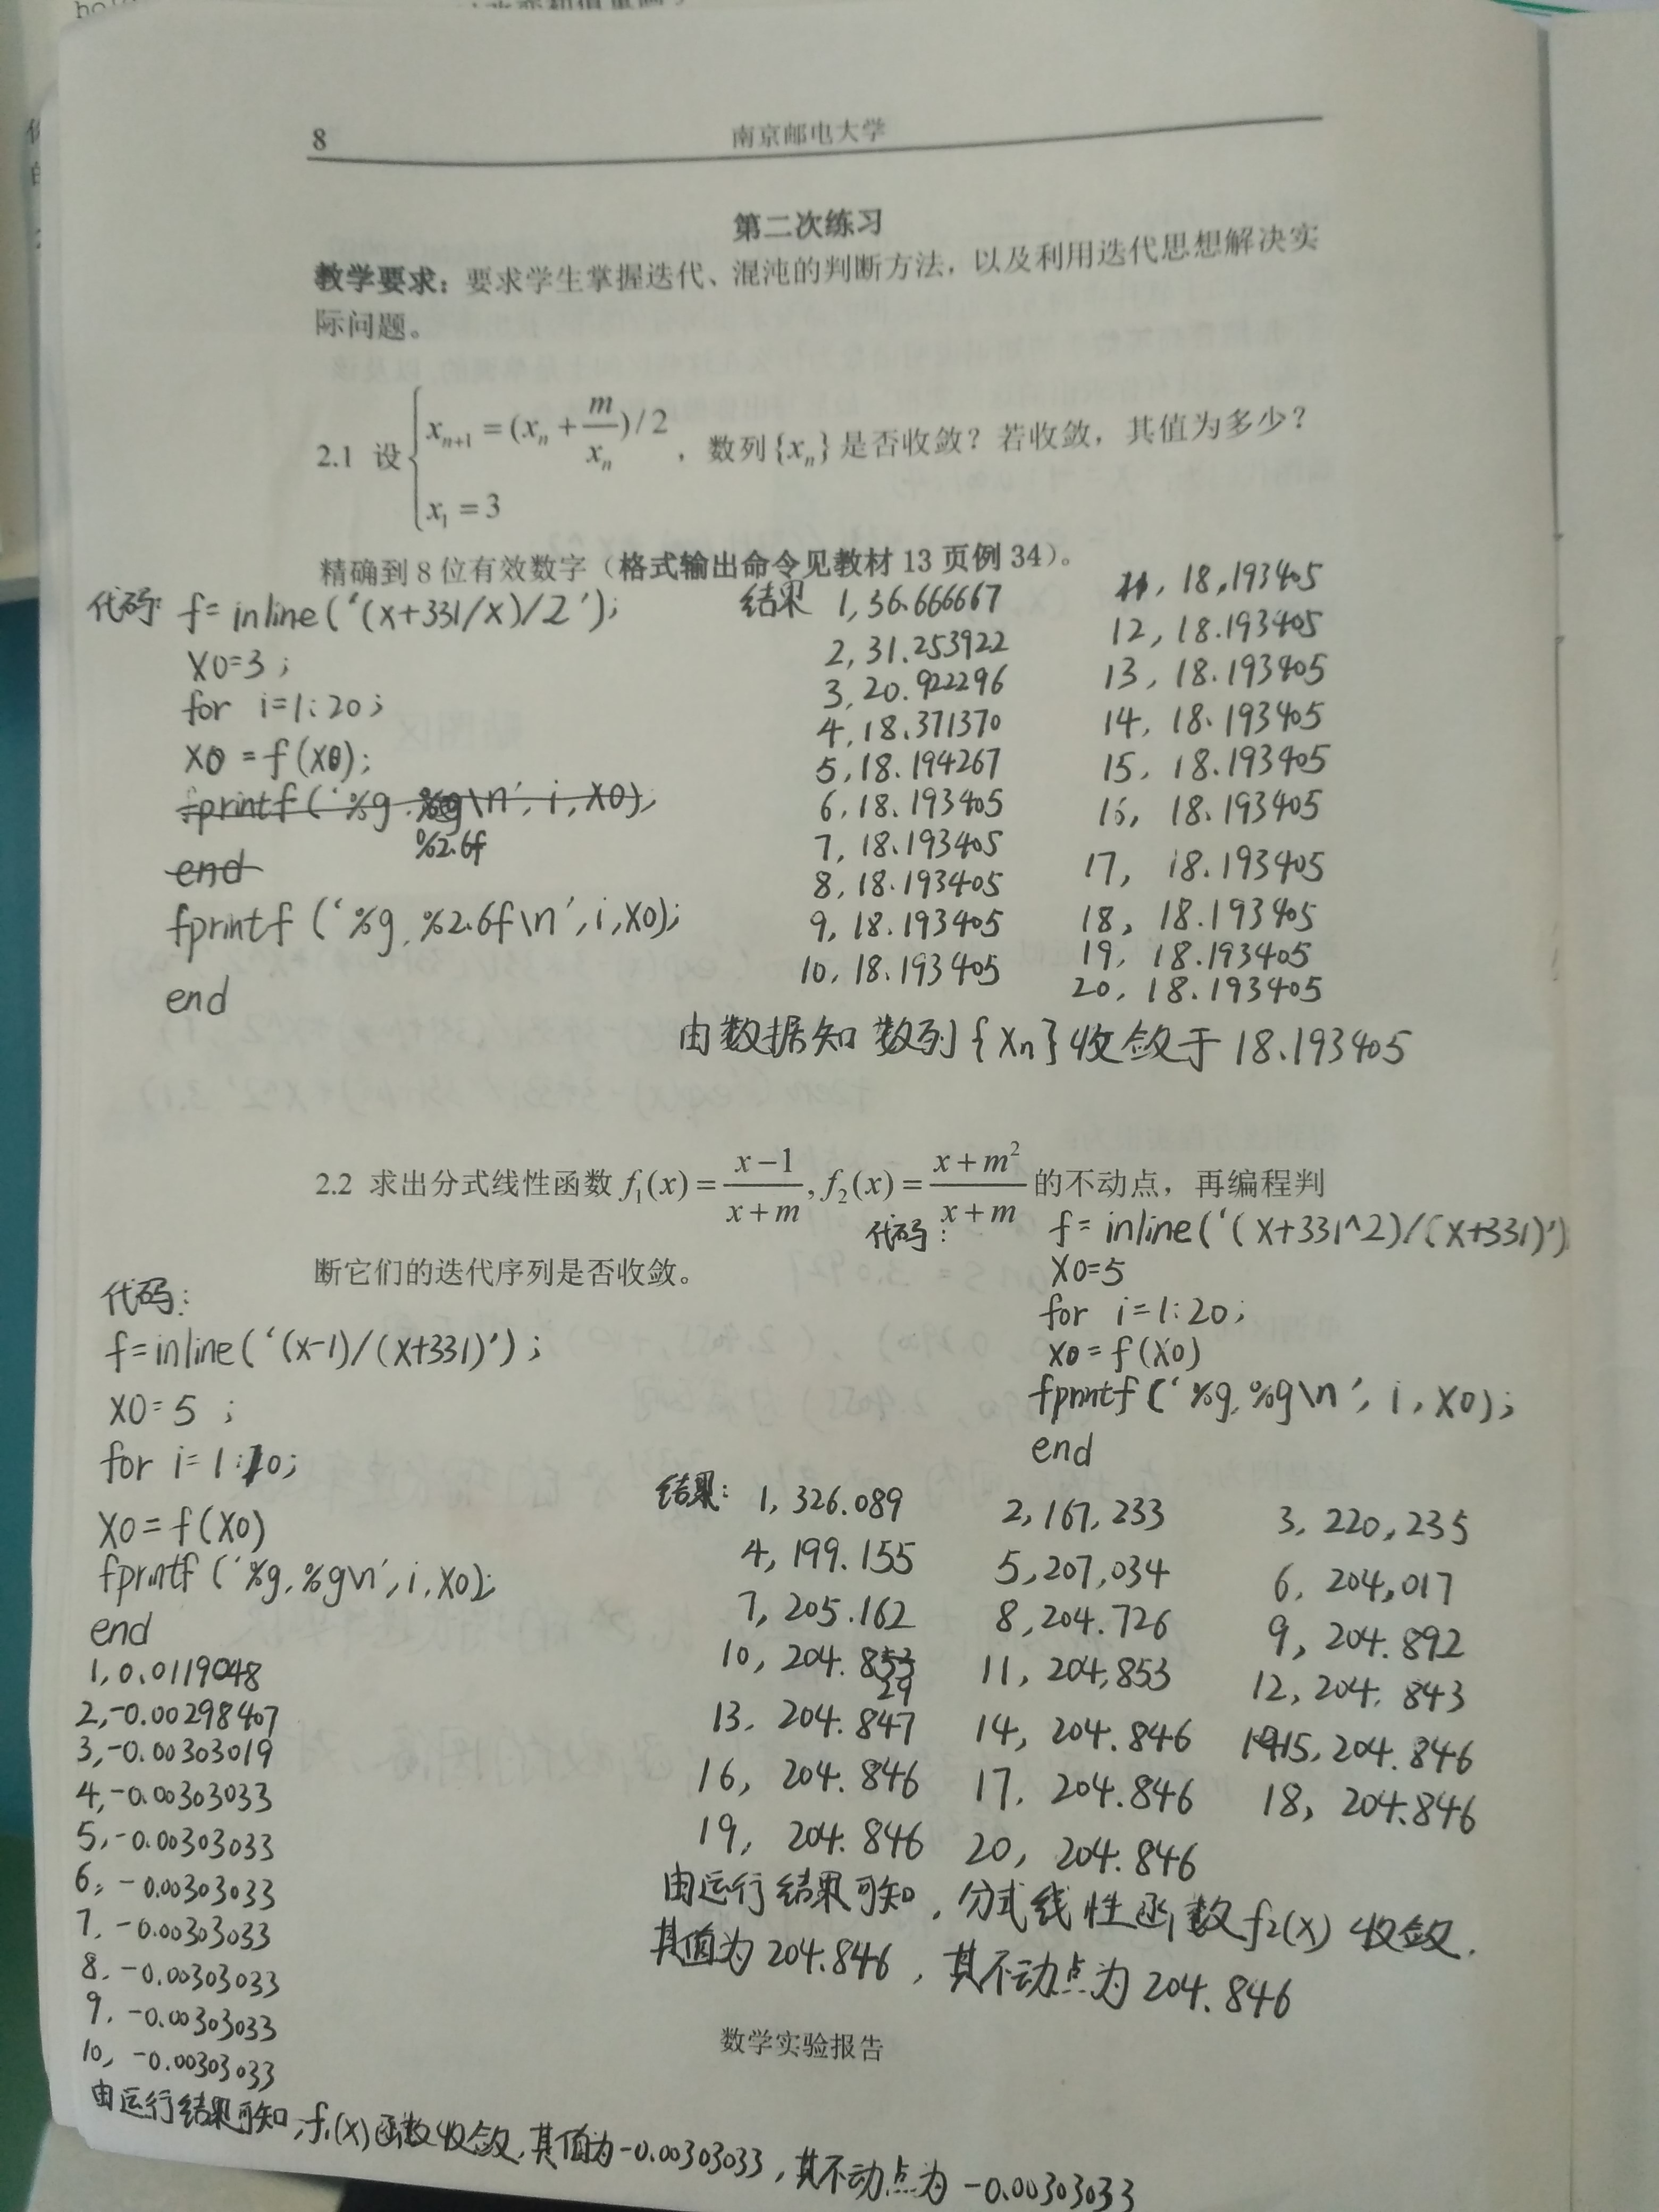 8
南京邮电大学
第二次练习
教学要求：要求学生掌握迭代、混沌的判断方法，以及利用迭代思想解决实
际问题。
2.1 设 { x_{n+1} = (x_n + m/x_n)/2 , x_1 = 3 ，数列{x_n}是否收敛？若收敛，其值为多少？
精确到 8 位有效数字（格式输出命令见教材 13 页例 34）。
代码: f=inline('(x+331/x)/2');
X0=3;
for i=1:20;
X0=f(X0);
fprintf('%g %g\n',i,X0);
%2.6f
end
fprintf('%g,%2.6f\n',i,X0);
end
结果 1,36.666667
2,31.253922
3,20.922296
4,18.371370
5,18.194267
6,18.193405
7,18.193405
8,18.193405
9,18.193405
10,18.193405
11,18,193405
12,18.193405
13,18.193405
14,18.193405
15,18.193405
16,18.193405
17,18.193405
18,18.193405
19,18.193405
20,18.193405
由数据知 数列{Xn}收敛于18.193405
2.2 求出分式线性函数 f_1(x) = (x-1)/(x+m), f_2(x) = (x+m²)/(x+m) 的不动点，再编程判
断它们的迭代序列是否收敛。
代码:
f=inline('(x-1)/(x+331)');
X0=5;
for i=1:10;
X0=f(X0)
fprintf('%g,%g\n',i,X0);
end
1,0.0119048
2,-0.00298407
3,-0.00303019
4,-0.00303033
5,-0.00303033
6,-0.00303033
7,-0.00303033
8,-0.00303033
9,-0.00303033
10,-0.00303033
由运行结果可知,f₁(x)函数收敛,其值为-0.00303033,其不动点为-0.00303033
代码:
f=inline('(x+331^2)/(x+331)')
X0=5
for i=1:20;
X0=f(X0)
fprintf('%g,%g\n',i,X0);
end
结果: 1,326.089 2,167,233 3,220,235
4,199.155 5,207,034 6,204,017
7,205.162 8,204.726 9,204.892
10,204.829 11,204,853 12,204.843
13,204.847 14,204.846 15,204.846
16,204.846 17,204.846 18,204.846
19,204.846 20,204.846
由运行结果可知,分式线性函数f2(x)收敛.
其值为204.846,其不动点为204.846
数学实验报告